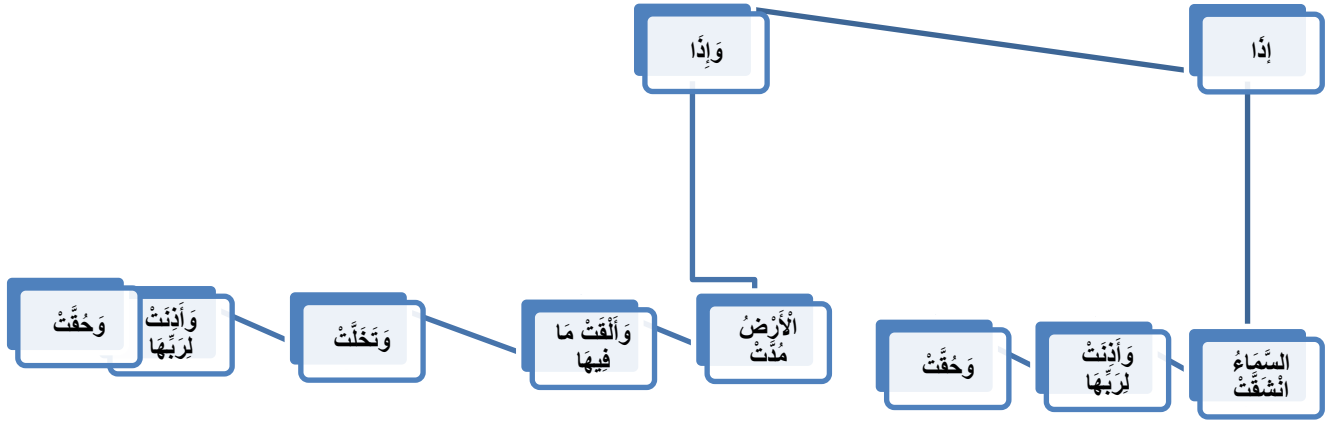 إِذَا
السَّمَاءُ
انْشَقَّتْ
وَأَذِنَتْ
لِرَبِّهَا
وَحُقَّتْ
وَإِذَا
الْأَرْضُ
مُدَّتْ
وَأَلْقَتْ مَا
فِيهَا
وَتَخَلَّتْ
وَأَذِنَتْ
لِرَبِّهَا
وَحُقَّتْ